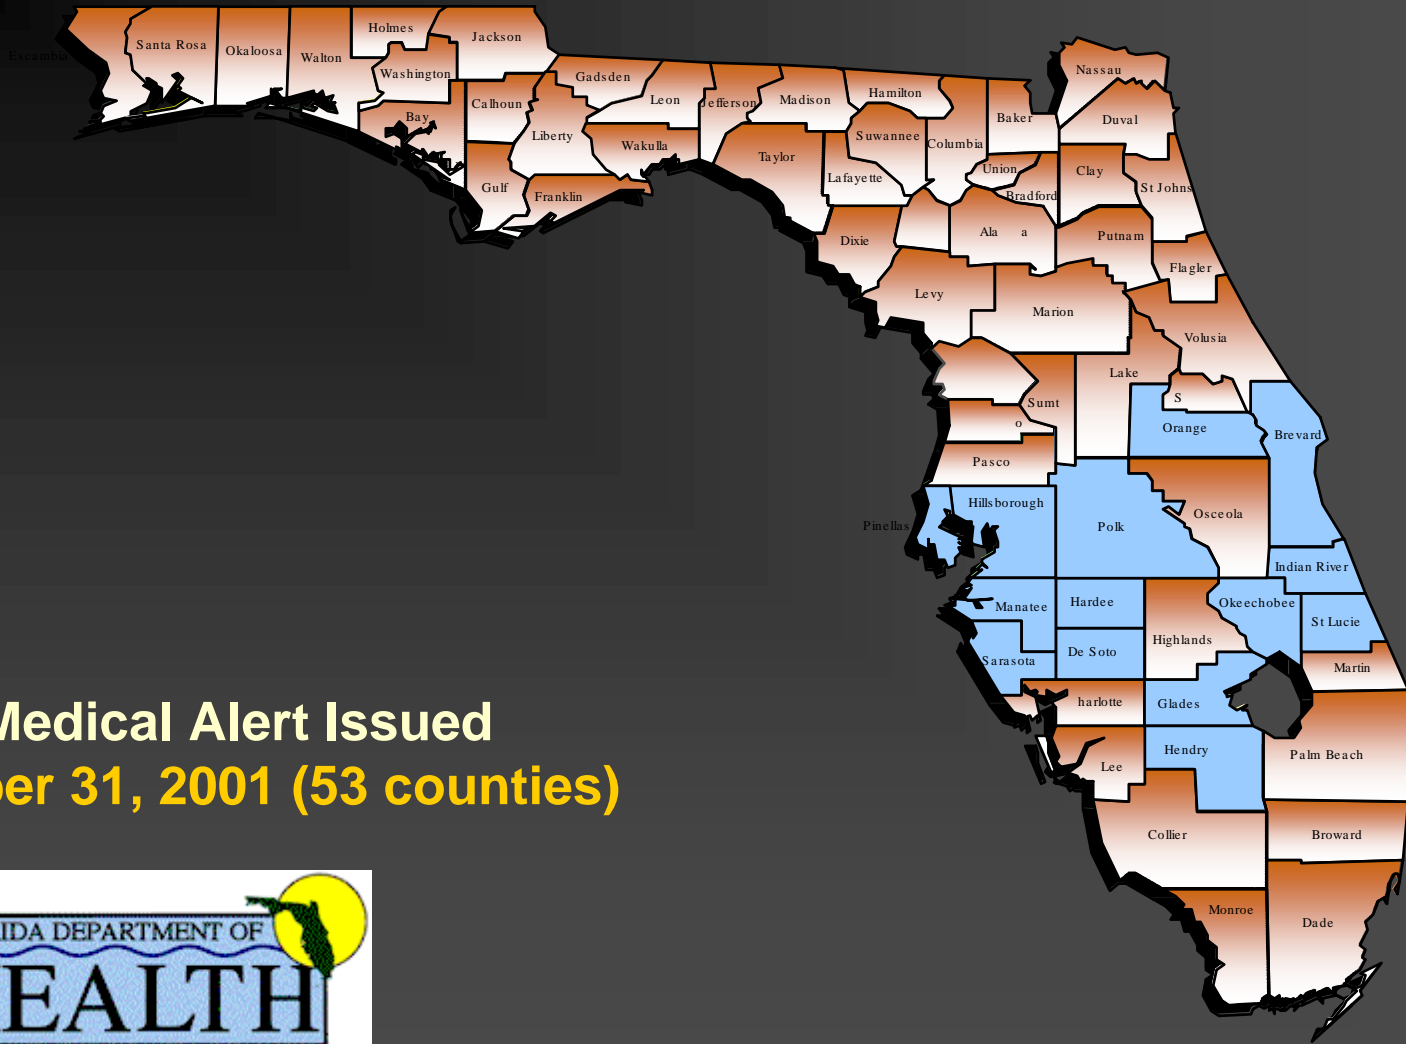 Holmes
Jackson
Santa Rosa
Okaloosa
Walton
Escambia
Washington
Gadsden
Nassau
Calhoun
Leon
Jefferson
Madison
Hamilton
Bay
Baker
Duval
Liberty
Wakulla
Suwannee
Columbia
Taylor
Union
Clay
Lafayette
Gulf
Franklin
Bradford
St Johns
Dixie
Ala a
Putnam
Flagler
Levy
Marion
Volusia
Lake
S
Sumt
o
Orange
Brevard
Pasco
Hillsborough
Pinellas
Polk
Osceola
Indian River
Manatee
Hardee
Okeechobee
St Lucie
Highlands
De Soto
Sarasota
Martin
harlotte
Glades
Hendry
Palm Beach
Lee
Collier
Broward
Monroe
Dade
Medical Alert Issued
ber 31, 2001 (53 counties)
IDA DEPARTMENT OF
EALTH